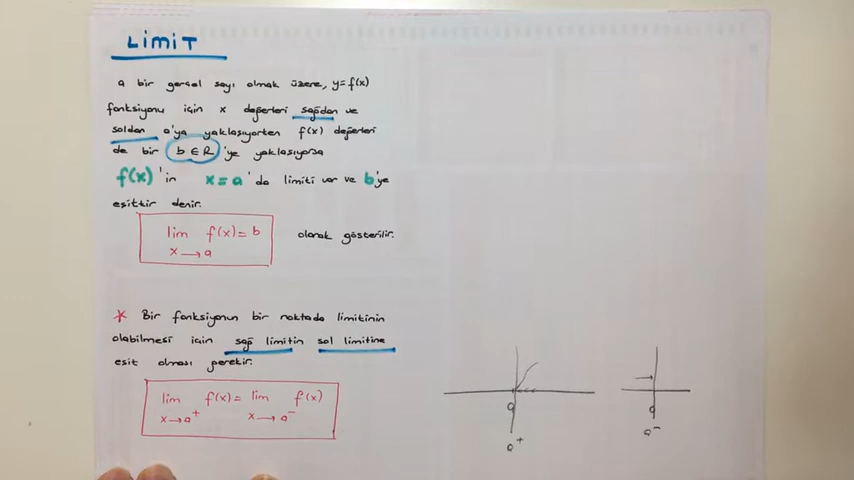 LİMİT
a bir gerçel sayı olmak üzere, y=f(x)
fonksiyonu için x değerleri sağdan ve
soldan a'ya yaklaşıyorken f(x) değerleri
de bir b ∈ R 'ye yaklaşıyorsa
f(x)'in x=a'da limiti var ve b'ye
eşittir denir.
lim f(x)=b olarak gösterilir.
x→a
* Bir fonksiyonun bir noktada limitinin
olabilmesi için sağ limitin sol limitine
eşit olması gerekir.
lim f(x)= lim f(x)
x→a⁺ x→a⁻
a a
a⁺ a⁻